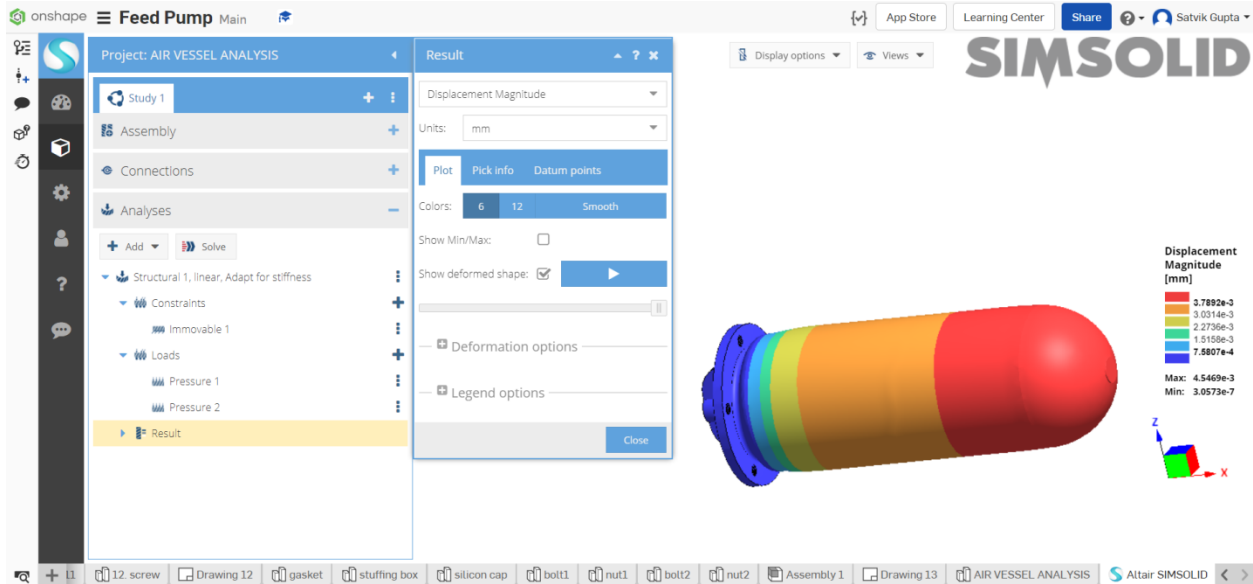 onshape Feed Pump Main App Store Learning Center Share Satvik Gupta
Project: AIR VESSEL ANALYSIS
Study 1
Assembly
Connections
Analyses
Add Solve
Structural 1, linear, Adapt for stiffness
Constraints
Immovable 1
Loads
Pressure 1
Pressure 2
Result
Result ? ×
Displacement Magnitude
Units: mm
Plot Pick info Datum points
Colors: 6 12 Smooth
Show Min/Max:
Show deformed shape:
Deformation options
Legend options
Close
Display options Views
SIMSOLID
Displacement
Magnitude
[mm]
3.7892e-3
3.0314e-3
2.2736e-3
1.5158e-3
7.5807e-4
Max: 4.5469e-3
Min: 3.0573e-7
Z
X
12. screw Drawing 12 gasket stuffing box silicon cap bolt1 nut1 bolt2 nut2 Assembly 1 Drawing 13 AIR VESSEL ANALYSIS Altair SIMSOLID